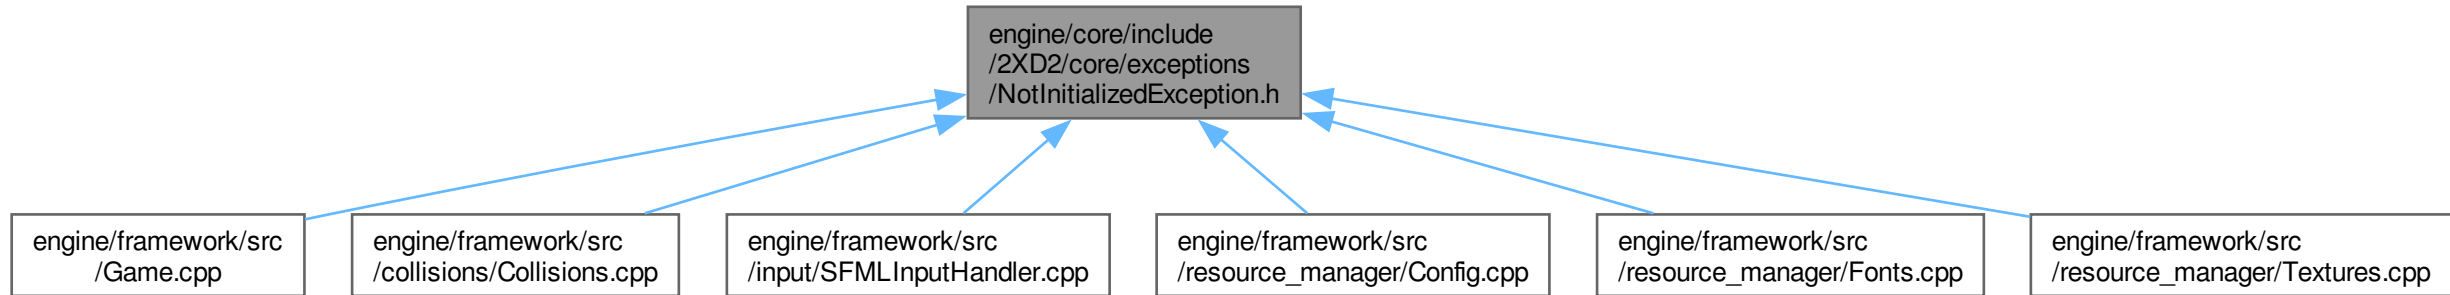 engine/core/include
/2XD2/core/exceptions
/NotInitializedException.h
engine/framework/src
/Game.cpp
engine/framework/src
/collisions/Collisions.cpp
engine/framework/src
/input/SFMLInputHandler.cpp
engine/framework/src
/resource_manager/Config.cpp
engine/framework/src
/resource_manager/Fonts.cpp
engine/framework/src
/resource_manager/Textures.cpp